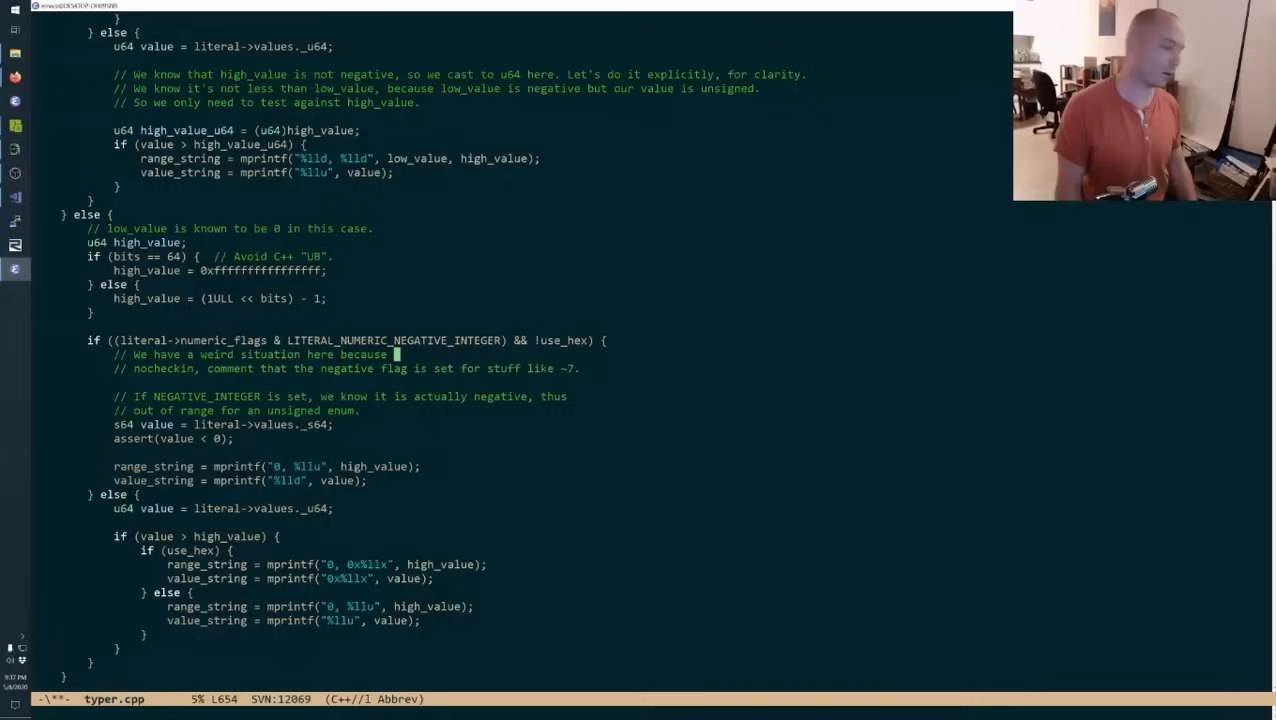 emacs@DESKTOP-OH89SNB
}
} else {
u64 value = literal->values._u64;
// We know that high_value is not negative, so we cast to u64 here. Let's do it explicitly, for clarity.
// We know it's not less than low_value, because low_value is negative but our value is unsigned.
// So we only need to test against high_value.
u64 high_value_u64 = (u64)high_value;
if (value > high_value_u64) {
range_string = mprintf("%lld, %lld", low_value, high_value);
value_string = mprintf("%llu", value);
}
}
} else {
// low_value is known to be 0 in this case.
u64 high_value;
if (bits == 64) {  // Avoid C++ "UB".
high_value = 0xffffffffffffffff;
} else {
high_value = (1ULL << bits) - 1;
}
if ((literal->numeric_flags & LITERAL_NUMERIC_NEGATIVE_INTEGER) && !use_hex) {
// We have a weird situation here because
// nocheckin, comment that the negative flag is set for stuff like ~7.
// If NEGATIVE_INTEGER is set, we know it is actually negative, thus
// out of range for an unsigned enum.
s64 value = literal->values._s64;
assert(value < 0);
range_string = mprintf("0, %llu", high_value);
value_string = mprintf("%lld", value);
} else {
u64 value = literal->values._u64;
if (value > high_value) {
if (use_hex) {
range_string = mprintf("0, 0x%llx", high_value);
value_string = mprintf("0x%llx", value);
} else {
range_string = mprintf("0, %llu", high_value);
value_string = mprintf("%llu", value);
}
}
}
}
-\**-  typer.cpp      5% L654  SVN:12069  (C++//l Abbrev)
9:37 PM
5/8/2020